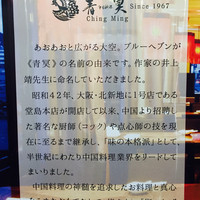 青冥 Since 1967
Ching Ming
あおあおと広がる大空。ブルーヘブンが
《青冥》の名前の由来です。作家の井上
靖先生に命名していただきました。
昭和42年、大阪・北新地に1号店である
堂島本店が開店して以来、中国より招聘し
た著名な厨師（コック）や点心師の技を現
在に至るまで継承し、「味の本格派」として、
半世紀にわたり中国料理業界をリードして
まいりました。
中国料理の神髄を追求したお料理と真心